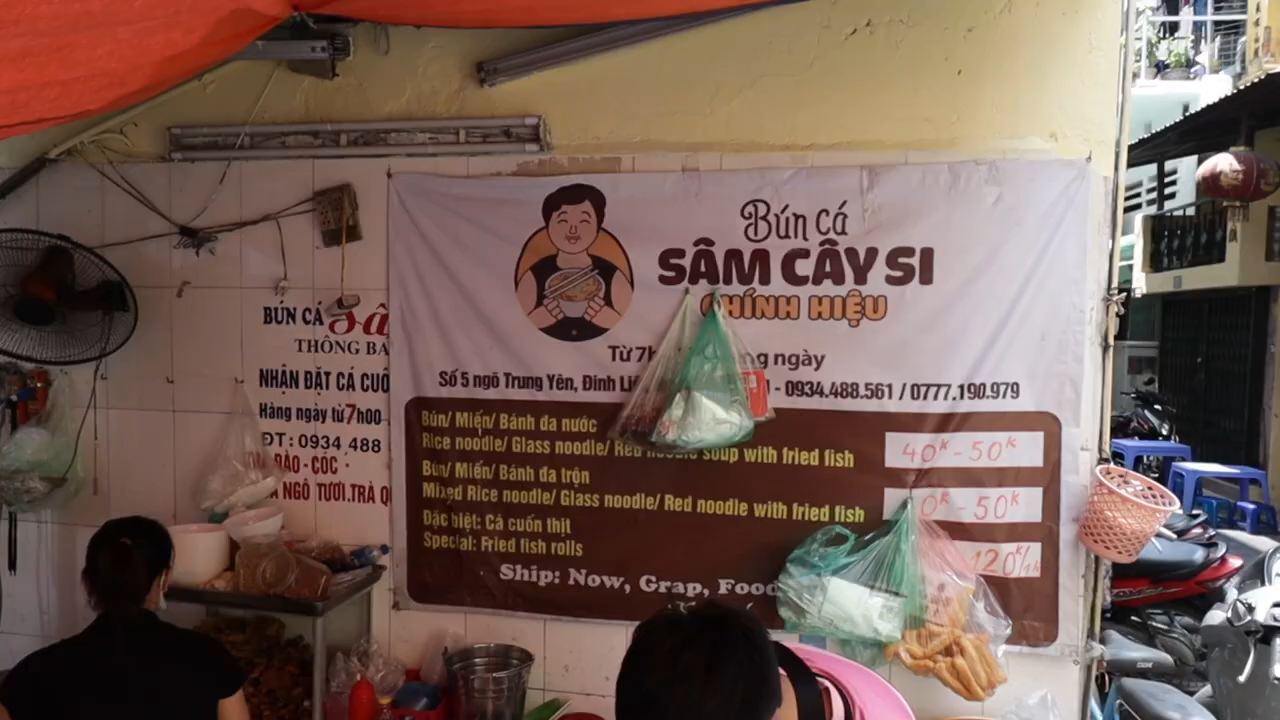 Bún cá
SÂM CÂY SI
CHÍNH HIỆU
Từ 7h ngày
Số 5 ngõ Trung Yên, Đinh - 0934.488.561 / 0777.190.979
Bún/ Miến/ Bánh đa nước
Rice noodle/ Glass noodle/ Red noodle soup with fried fish
40k - 50k
Bún/ Miến/ Bánh đa trộn
Mixed Rice noodle/ Glass noodle/ Red noodle with fried fish
0k - 50k
Đặc biệt: Cá cuốn thịt
Special: Fried fish rolls
Ship: Now, Grap, Food
BÚN CÁ Sâ
THÔNG BÁ
NHẬN ĐẶT CÁ CUỐ
Hàng ngày từ 7h00
ĐT: 0934 488
ĐÀO - CÓC
NGÔ TƯƠI.TRÀ